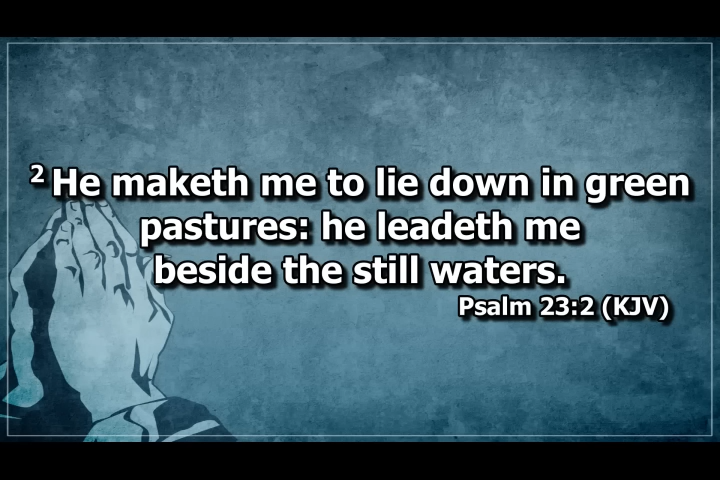 2 He maketh me to lie down in green
pastures: he leadeth me
beside the still waters.
Psalm 23:2 (KJV)